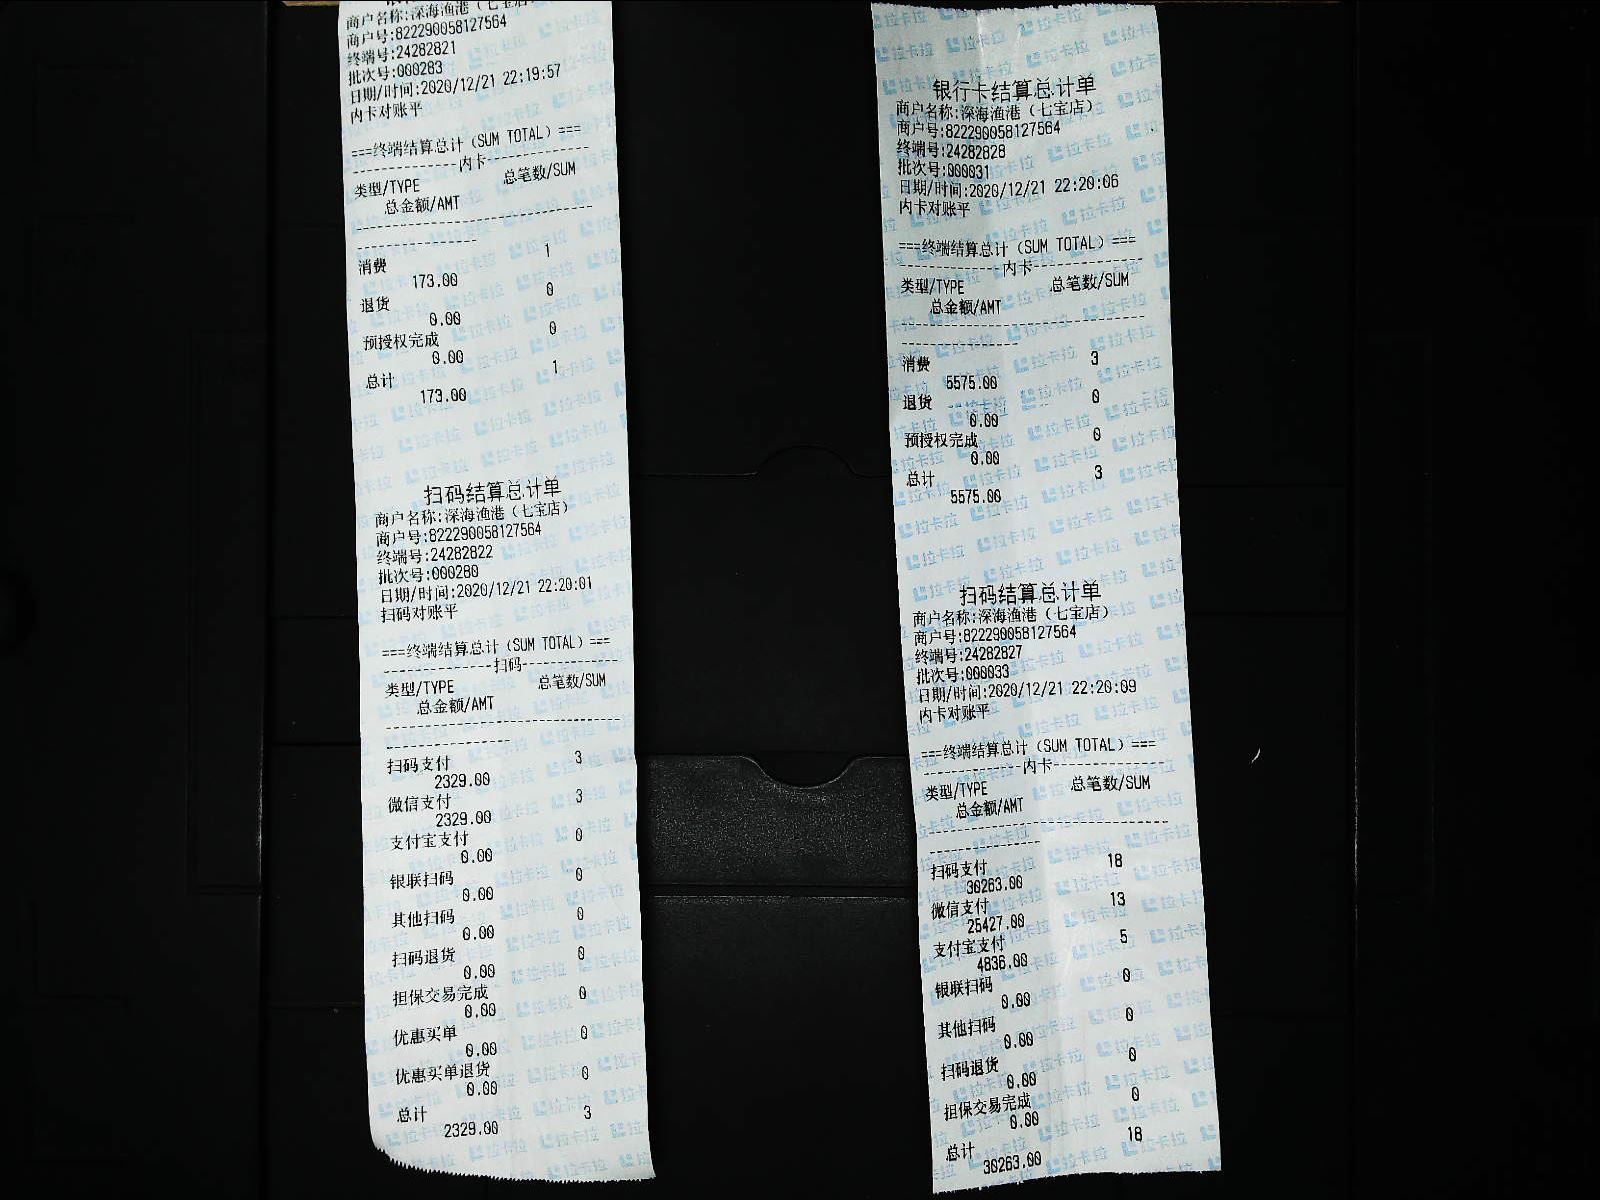 商户名称:深海渔港（七宝店
商户号:822290058127564
终端号:24282821
批次号:000283
日期/时间:2020/12/21 22:19:57
内卡对账平
===终端结算总计（SUM TOTAL）===
----------------内卡----------------
类型/TYPE 总笔数/SUM
总金额/AMT
消费 1
173.00
退货 0
0.00
预授权完成 0
0.00
总计 1
173.00
扫码结算总计单
商户名称:深海渔港（七宝店）
商户号:822290058127564
终端号:24282822
批次号:000280
日期/时间:2020/12/21 22:20:01
扫码对账平
===终端结算总计（SUM TOTAL）===
----------------扫码----------------
类型/TYPE 总笔数/SUM
总金额/AMT
扫码支付 3
2329.00
微信支付 3
2329.00
支付宝支付 0
0.00
银联扫码 0
0.00
其他扫码 0
0.00
扫码退货 0
0.00
担保交易完成 0
0.00
优惠买单 0
0.00
优惠买单退货 0
0.00
总计 3
2329.00
银行卡结算总计单
商户名称:深海渔港（七宝店）
商户号:822290058127564
终端号:24282828
批次号:000031
日期/时间:2020/12/21 22:20:06
内卡对账平
===终端结算总计（SUM TOTAL）===
----------------内卡----------------
类型/TYPE 总笔数/SUM
总金额/AMT
消费 3
5575.00
退货 0
0.00
预授权完成 0
0.00
总计 3
5575.00
扫码结算总计单
商户名称:深海渔港（七宝店）
商户号:822290058127564
终端号:24282827
批次号:000033
日期/时间:2020/12/21 22:20:09
内卡对账平
===终端结算总计（SUM TOTAL）===
----------------内卡----------------
类型/TYPE 总笔数/SUM
总金额/AMT
扫码支付 18
30263.00
微信支付 13
25427.00
支付宝支付 5
4836.00
银联扫码 0
0.00
其他扫码 0
0.00
扫码退货 0
0.00
担保交易完成 0
0.00
总计 18
30263.00